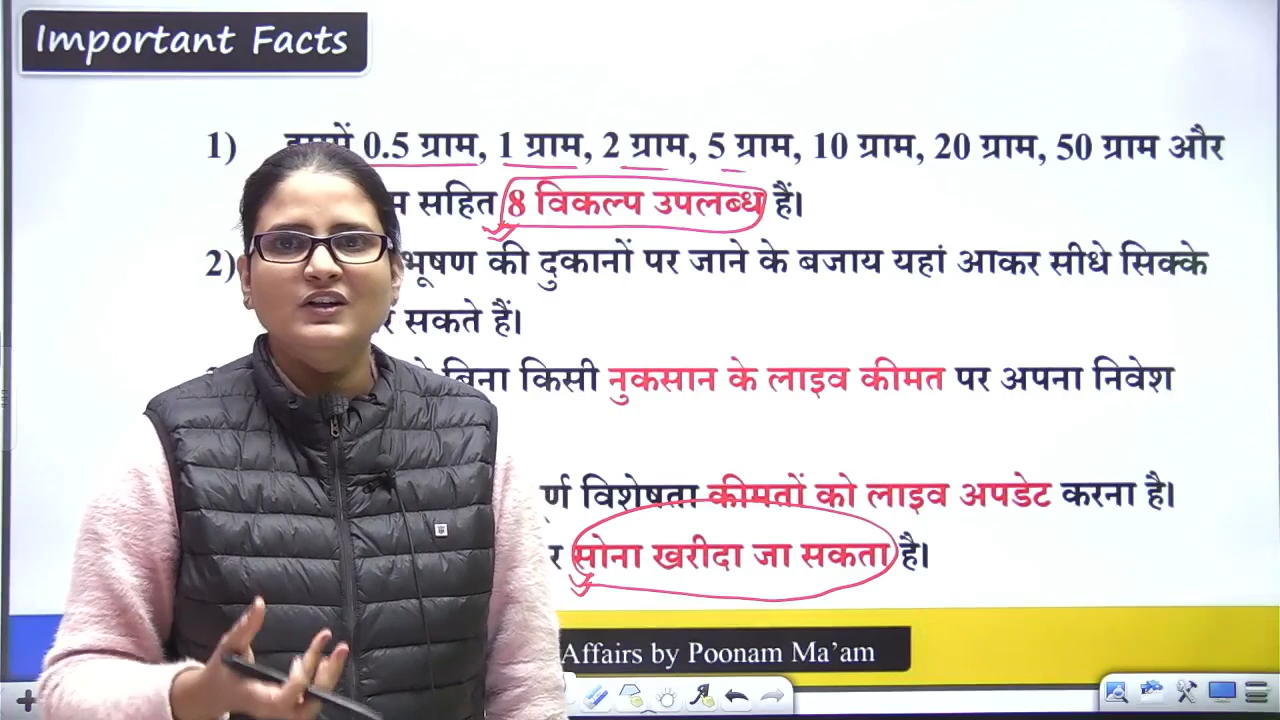 Important Facts
1) 0.5 ग्राम, 1 ग्राम, 2 ग्राम, 5 ग्राम, 10 ग्राम, 20 ग्राम, 50 ग्राम और
सहित 8 विकल्प उपलब्ध हैं।
2) की दुकानों पर जाने के बजाय यहां आकर सीधे सिक्के
सकते हैं।
बिना किसी नुकसान के लाइव कीमत पर अपना निवेश
विशेषता कीमतों को लाइव अपडेट करना है।
सोना खरीदा जा सकता है।
Affairs by Poonam Ma'am